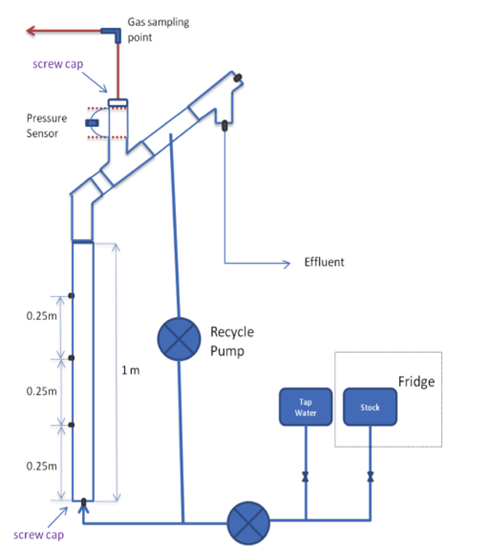 Gas sampling
point
screw cap
Pressure
Sensor
Effluent
0.25m
Recycle
Pump
1 m
0.25m
Fridge
Tap
Water
Stock
0.25m
screw cap